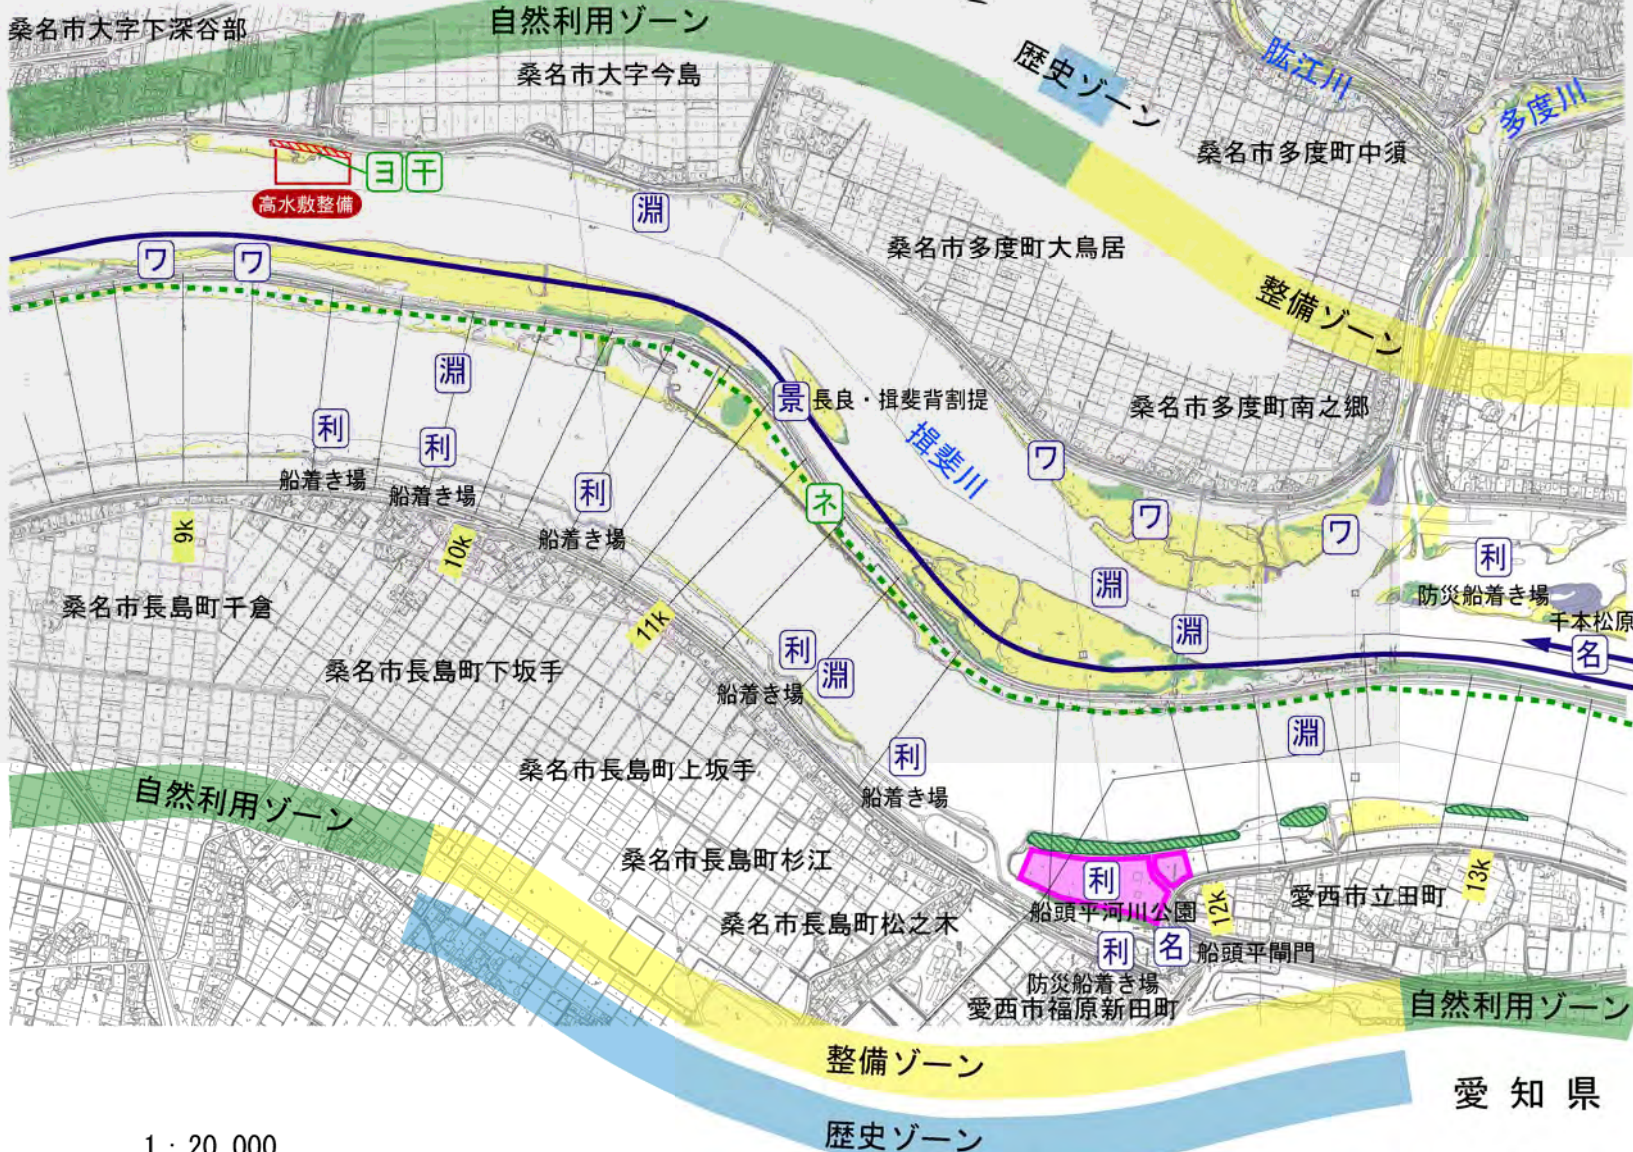 自然利用ゾーン
桑名市大字下深谷部
桑名市大字今島
歴史ゾーン
肱江川
多度川
桑名市多度町中須
ヨ
干
高水敷整備
淵
桑名市多度町大鳥居
ワ
ワ
整備ゾーン
淵
景
長良・揖斐背割提
桑名市多度町南之郷
利
船着き場
利
船着き場
利
船着き場
揖斐川
ワ
ワ
ワ
ネ
9k
10k
11k
利
防災船着き場
千本松原
名
淵
淵
桑名市長島町千倉
桑名市長島町下坂手
利
淵
船着き場
淵
利
船着き場
桑名市長島町上坂手
自然利用ゾーン
桑名市長島町杉江
利
船頭平河川公園
12k
13k
愛西市立田町
桑名市長島町松之木
利
名
船頭平閘門
防災船着き場
愛西市福原新田町
自然利用ゾーン
整備ゾーン
愛知県
歴史ゾーン
1：20,000